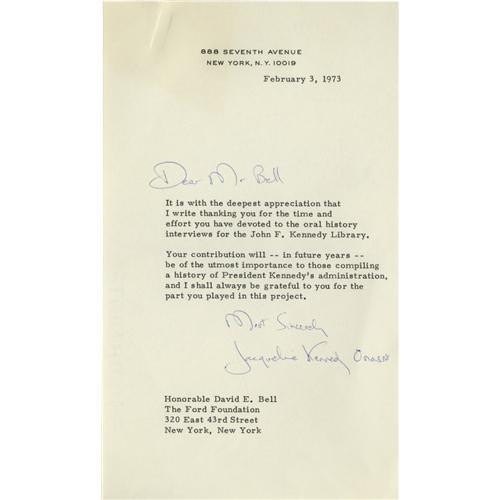 888 SEVENTH AVENUE
NEW YORK, N.Y. 10019
February 3, 1973
Dear Mr Bell
It is with the deepest appreciation that
I write thanking you for the time and
effort you have devoted to the oral history
interviews for the John F. Kennedy Library.
Your contribution will -- in future years --
be of the utmost importance to those compiling
a history of President Kennedy's administration,
and I shall always be grateful to you for the
part you played in this project.
Most Sincerely
Jacqueline Kennedy Onassis
Honorable David E. Bell
The Ford Foundation
320 East 43rd Street
New York, New York